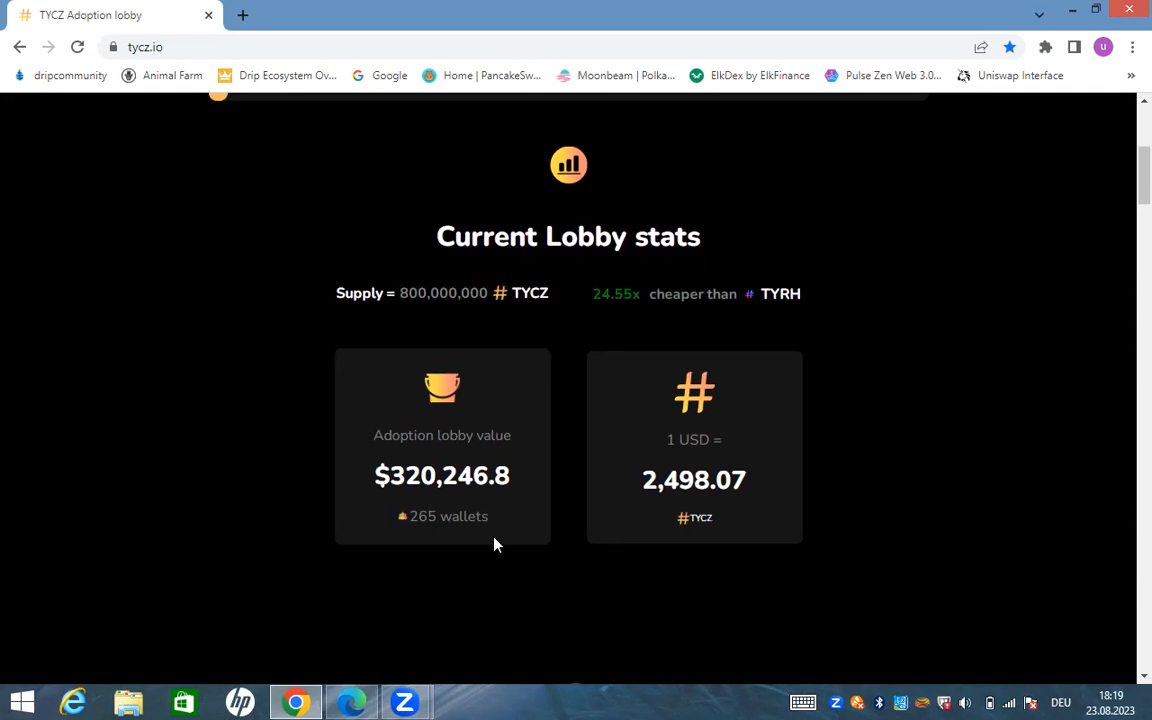 TYCZ Adoption lobby
tycz.io
u
dripcommunity
Animal Farm
Drip Ecosystem Ov...
Google
Home | PancakeSw...
Moonbeam | Polka...
ElkDex by ElkFinance
Pulse Zen Web 3.0...
Uniswap Interface
»
Current Lobby stats
Supply = 800,000,000 # TYCZ
24.55x cheaper than # TYRH
Adoption lobby value
$320,246.8
265 wallets
#
1 USD =
2,498.07
#TYCZ
hp
Z
Z
DEU
18:19
23.08.2023